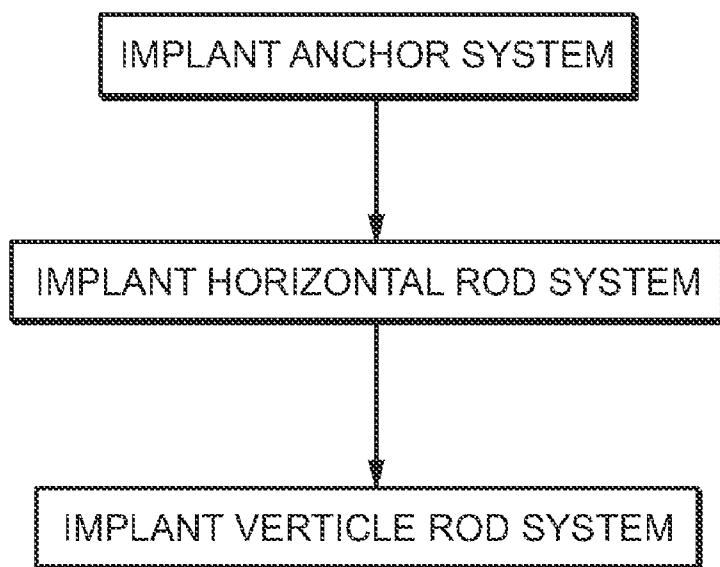 IMPLANT ANCHOR SYSTEM
IMPLANT HORIZONTAL ROD SYSTEM
IMPLANT VERTICLE ROD SYSTEM